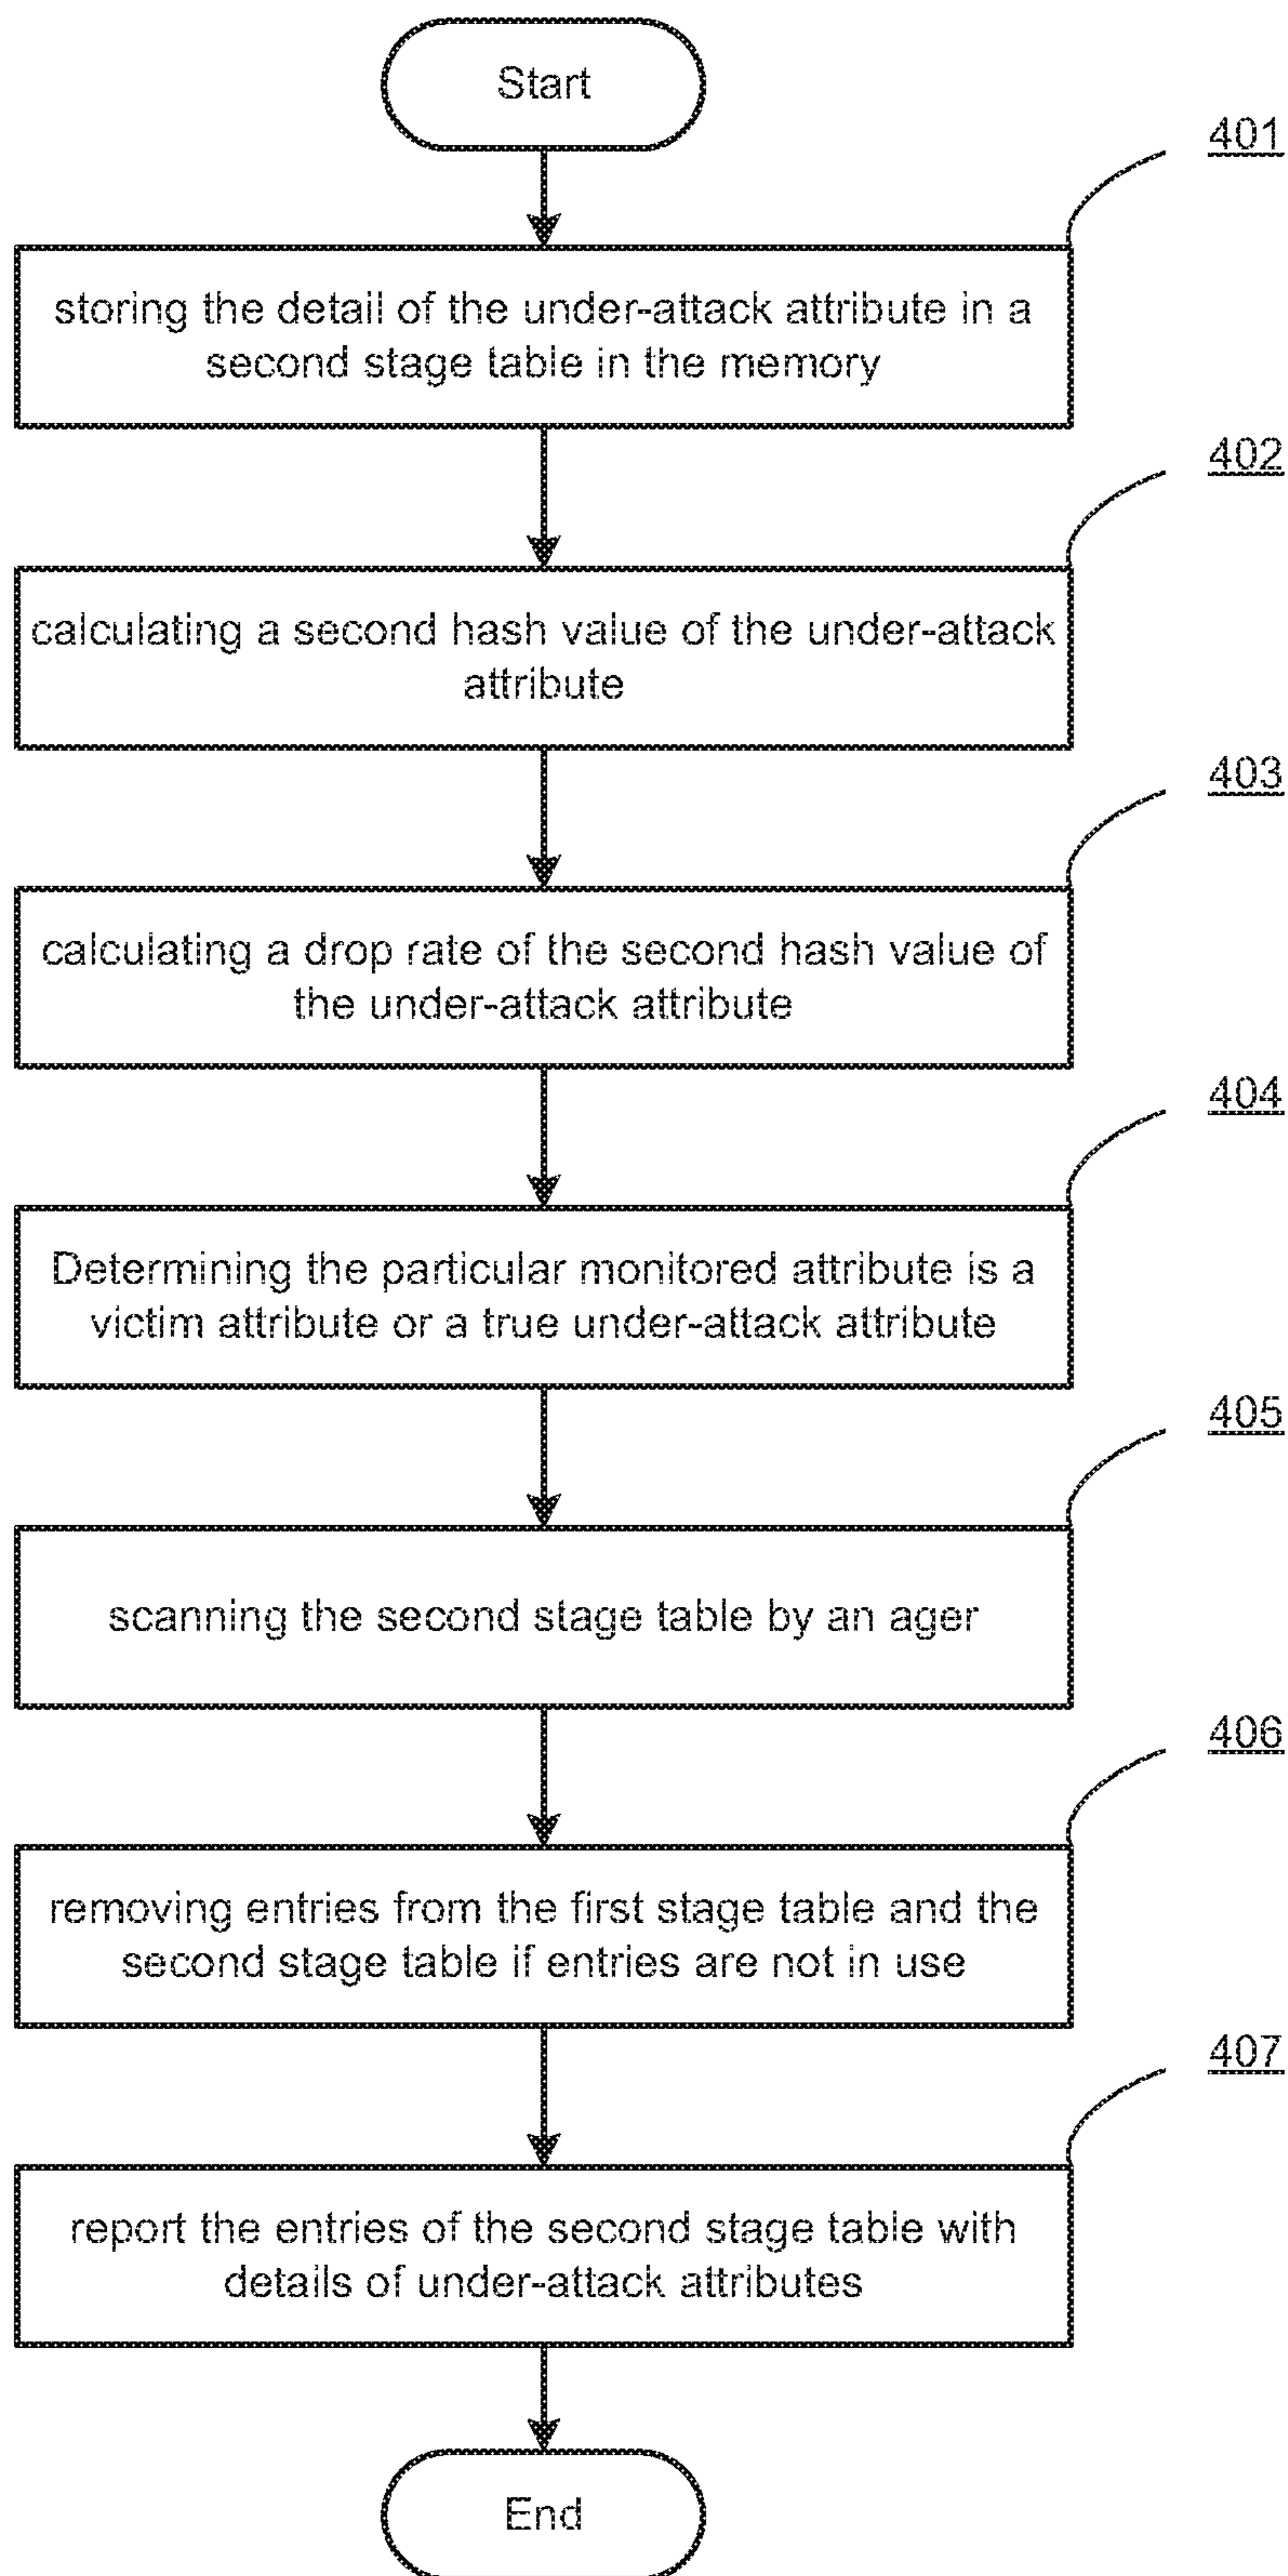 Start
401
storing the detail of the under-attack attribute in a
second stage table in the memory
402
calculating a second hash value of the under-attack
attribute
403
calculating a drop rate of the second hash value of
the under-attack attribute
404
Determining the particular monitored attribute is a
victim attribute or a true under-attack attribute
405
scanning the second stage table by an ager
406
removing entries from the first stage table and the
second stage table if entries are not in use
407
report the entries of the second stage table with
details of under-attack attributes
End